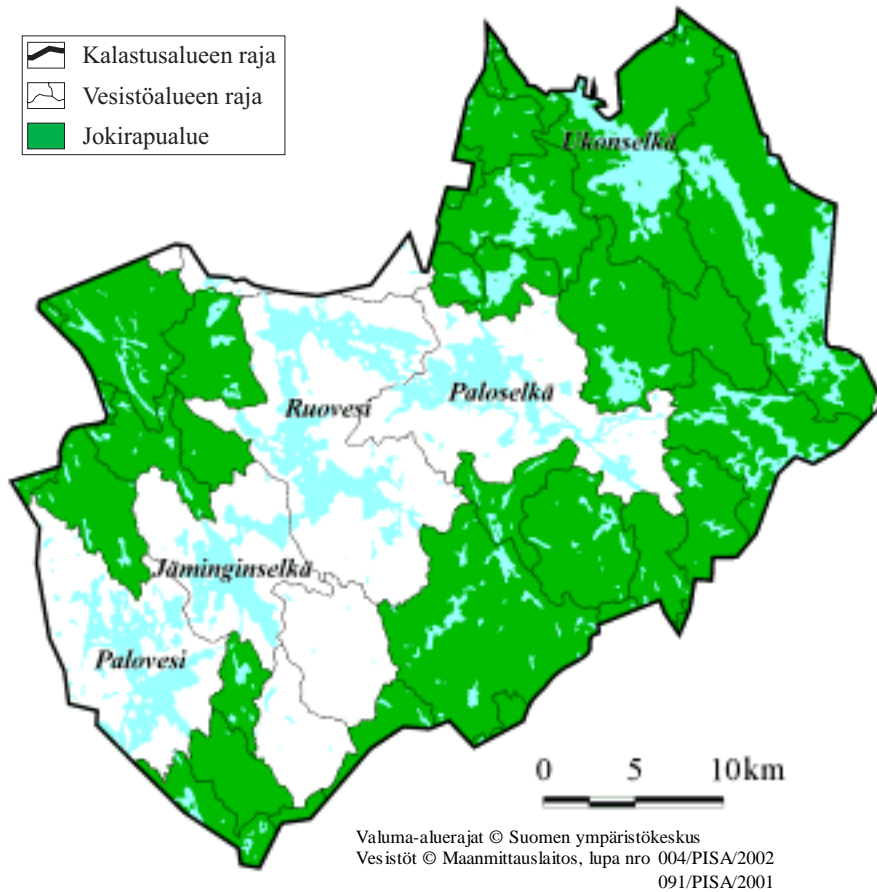 Kalastusalueen raja
Vesistöalueen raja
Jokirapualue
Ukonselkä
Ruovesi
Paloselkä
Jäminginselkä
Palovesi
0 5 10km
Valuma-aluerajat © Suomen ympäristökeskus
Vesistöt © Maanmittauslaitos, lupa nro 004/PISA/2002
091/PISA/2001